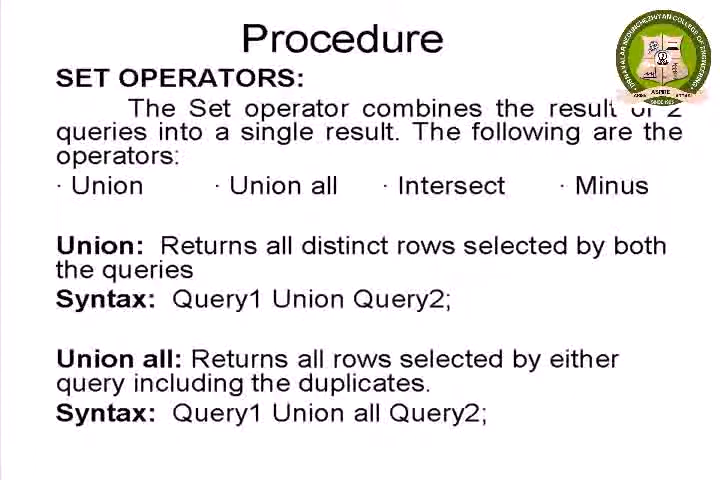 Procedure
SET OPERATORS:
The Set operator combines the result of 2
queries into a single result. The following are the
operators:
· Union · Union all · Intersect · Minus
Union: Returns all distinct rows selected by both
the queries
Syntax: Query1 Union Query2;
Union all: Returns all rows selected by either
query including the duplicates.
Syntax: Query1 Union all Query2;
ASPIRE